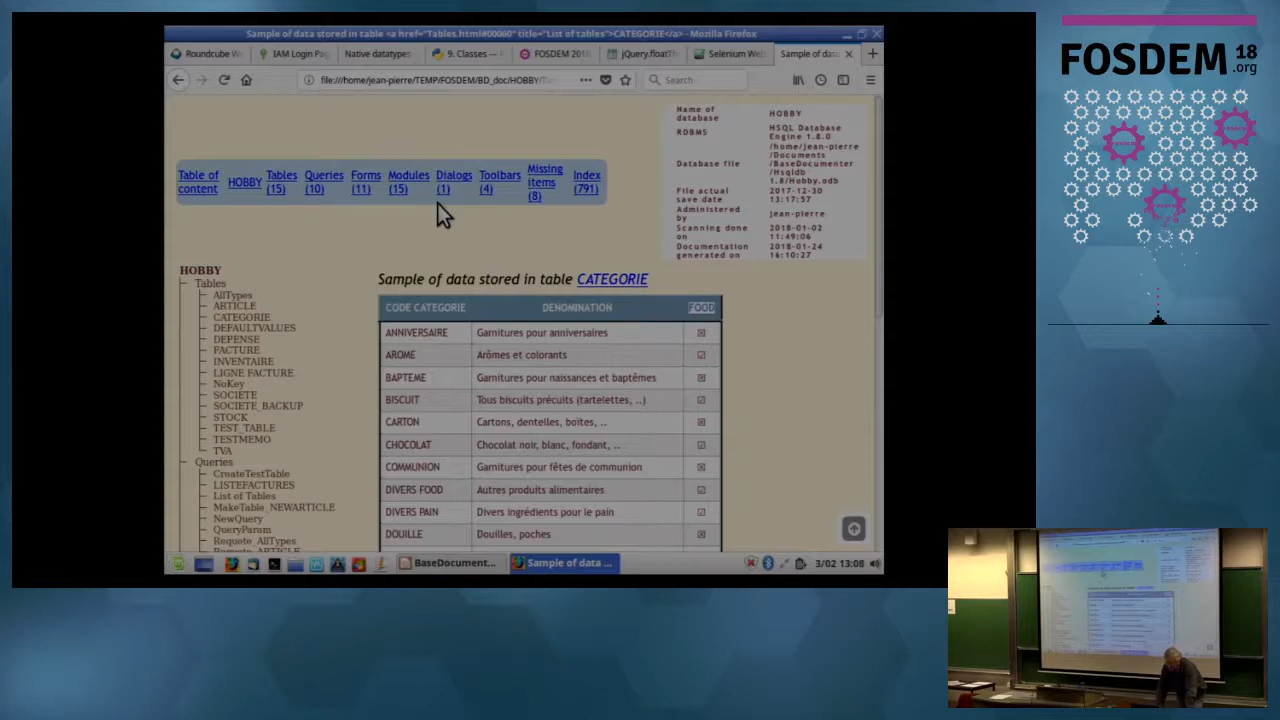 Sample of data stored in table <a href="Tables.html#00060" title="List of tables">CATEGORIE</a> - Mozilla Firefox
Roundcube W
IAM Login Pag
Native datatypes
9. Classes —
FOSDEM 201
jQuery.floatTh
Selenium Web
Sample of data
file:///home/jean-pierre/TEMP/FOSDEM/BD_doc/HOBBY/
Search
Name of database
HOBBY
RDBMS
HSQL Database Engine 1.8.0
Database file
/home/jean-pierre
/Documents
/BaseDocumenter
/Hsqldb
1.8/Hobby.odb
File actual save date
2017-12-30 13:17:57
Administered by
jean-pierre
Scanning done on
2018-01-02 11:49:06
Documentation generated on
2018-01-24 16:10:27
Table of content
HOBBY
Tables (15)
Queries (10)
Forms (11)
Modules (15)
Dialogs (1)
Toolbars (4)
Missing items (8)
Index (791)
HOBBY
Tables
AllTypes
ARTICLE
CATEGORIE
DEFAULTVALUES
DEPENSE
FACTURE
INVENTAIRE
LIGNE FACTURE
NoKey
SOCIETE
SOCIETE_BACKUP
STOCK
TEST_TABLE
TESTMEMO
TVA
Queries
CreateTestTable
LISTEFACTURES
List of Tables
MakeTable_NEWARTICLE
NewQuery
QueryParam
Requete_AllTypes
Requete_ARTICLE
Sample of data stored in table CATEGORIE
CODE CATEGORIE DENOMINATION FOOD
ANNIVERSAIRE Garnitures pour anniversaires
AROME Arômes et colorants
BAPTEME Garnitures pour naissances et baptêmes
BISCUIT Tous biscuits précuits (tartelettes, ..)
CARTON Cartons, dentelles, boîtes, ..
CHOCOLAT Chocolat noir, blanc, fondant, ..
COMMUNION Garnitures pour fêtes de communion
DIVERS FOOD Autres produits alimentaires
DIVERS PAIN Divers ingrédients pour le pain
DOUILLE Douilles, poches
BaseDocument...
Sample of data ...
3/02 13:08
FOSDEM 18
.org